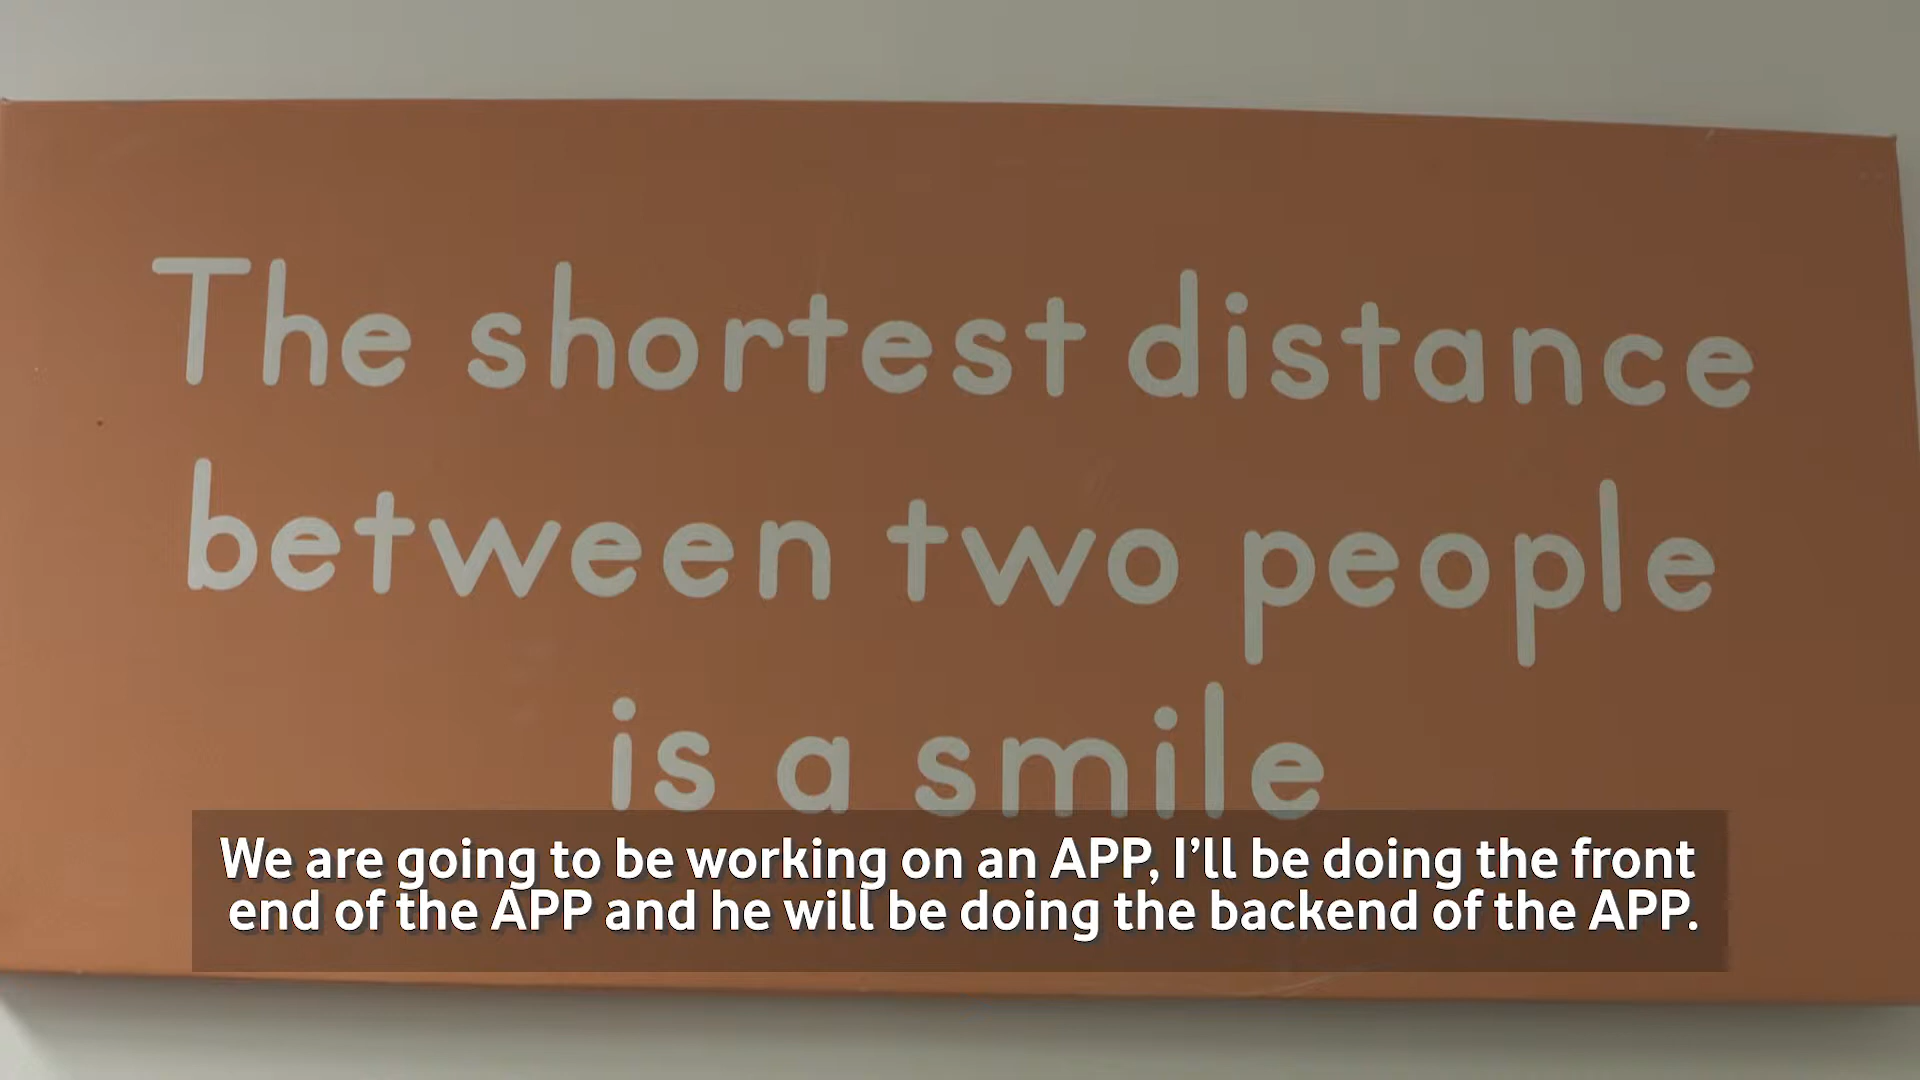 The shortest distance
between two people
is a smile
We are going to be working on an APP, I'll be doing the front
end of the APP and he will be doing the backend of the APP.